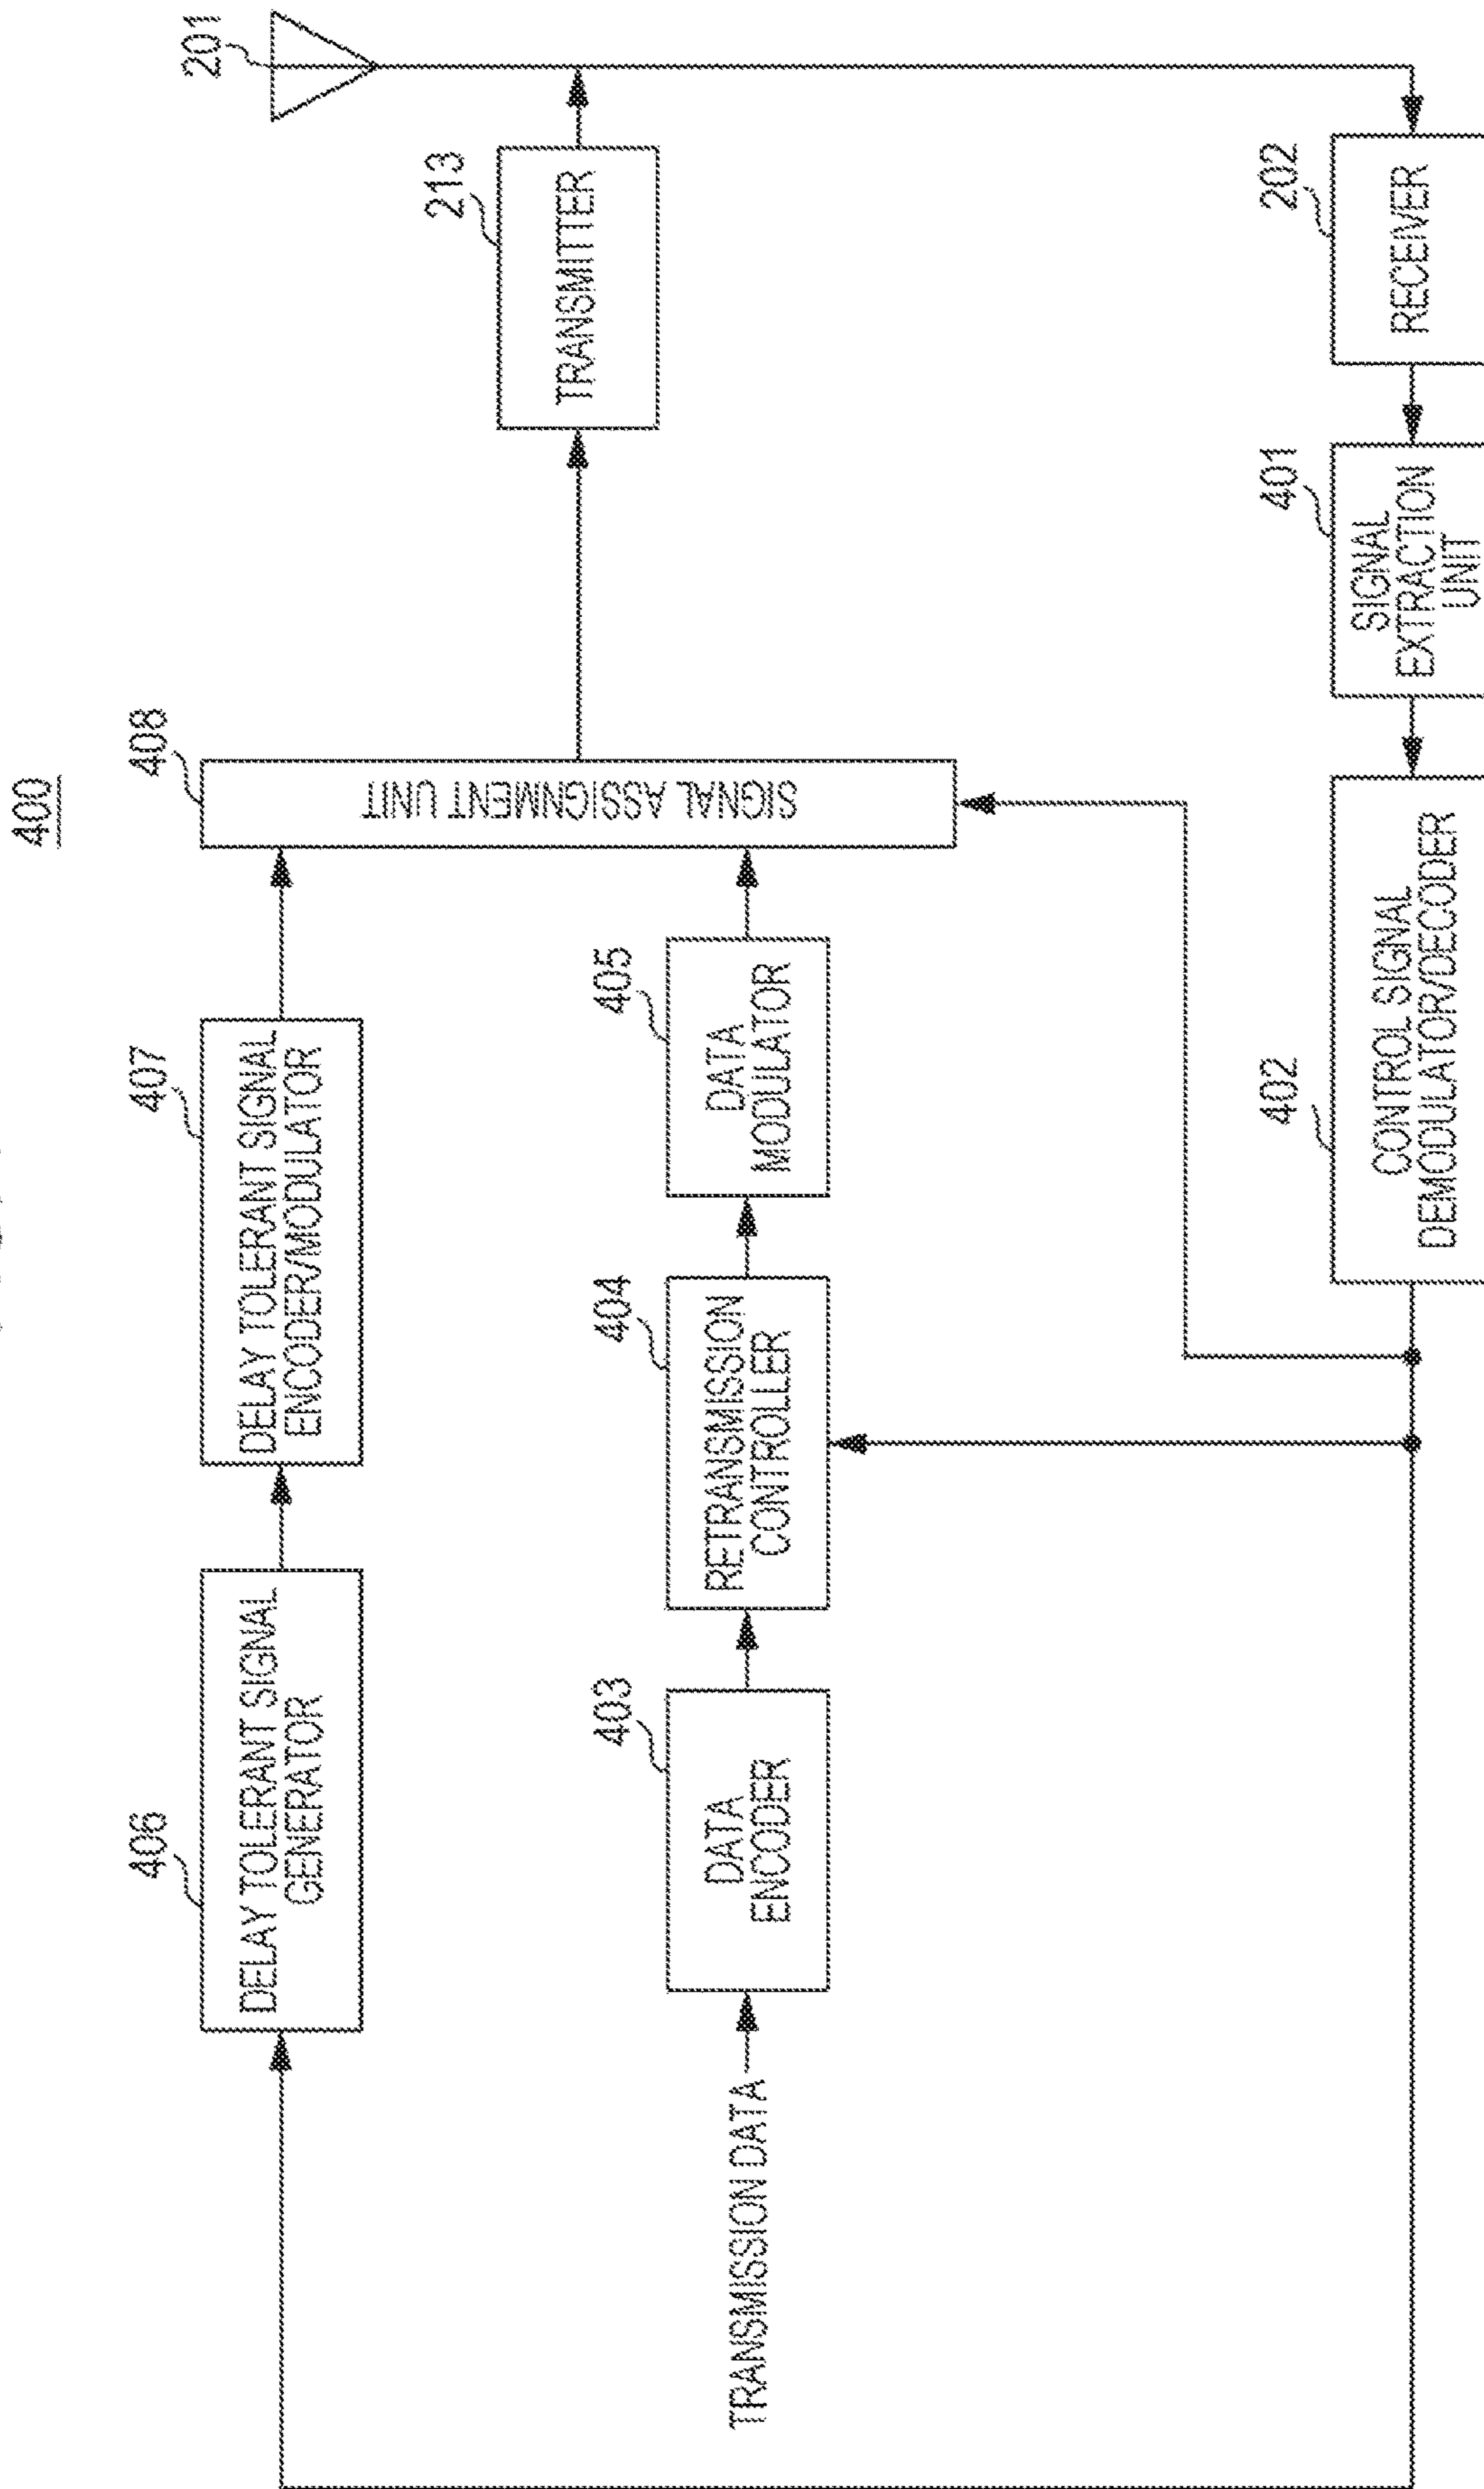 400
406
DELAY TOLERANT SIGNAL
GENERATOR
407
DELAY TOLERANT SIGNAL
ENCODER/MODULATOR
408
SIGNAL ASSIGNMENT UNIT
201
213
TRANSMITTER
TRANSMISSION DATA
403
DATA
ENCODER
404
RETRANSMISSION
CONTROLLER
405
DATA
MODULATOR
402
CONTROL SIGNAL
DEMODULATOR/DECODER
401
SIGNAL
EXTRACTION
UNIT
202
RECEIVER